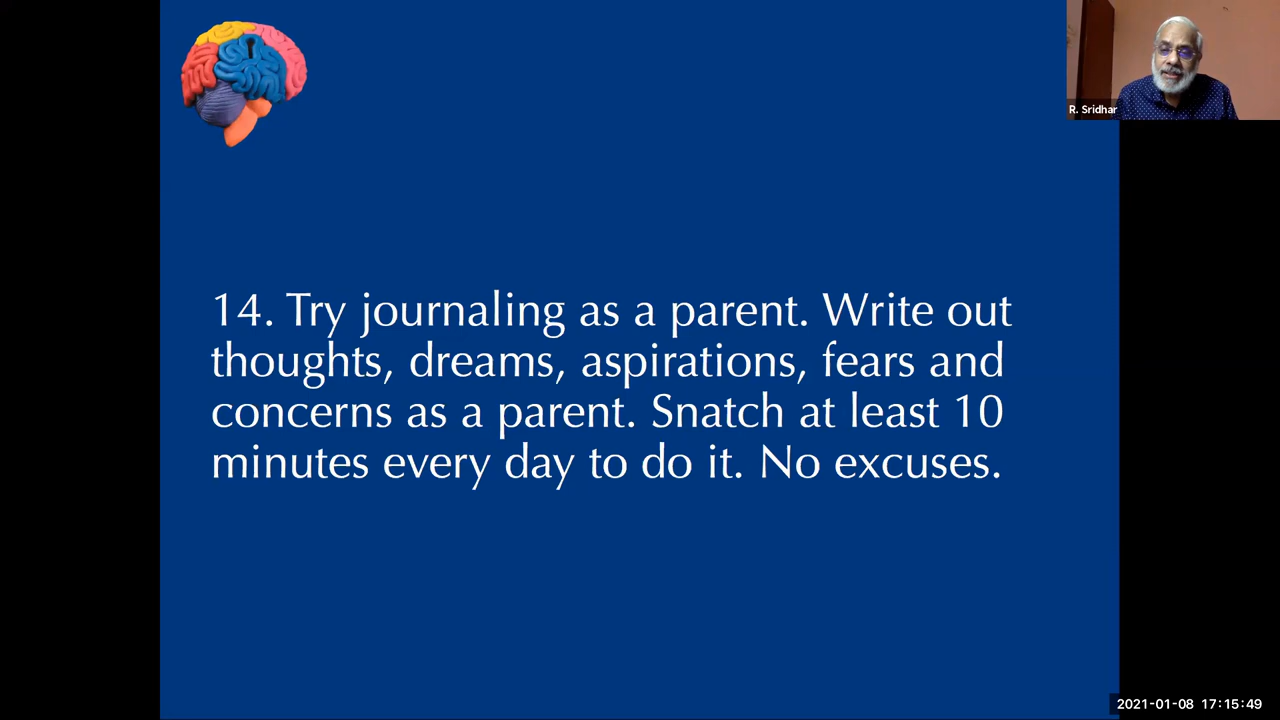 R. Sridhar
14. Try journaling as a parent. Write out
thoughts, dreams, aspirations, fears and
concerns as a parent. Snatch at least 10
minutes every day to do it. No excuses.
2021-01-08 17:15:49